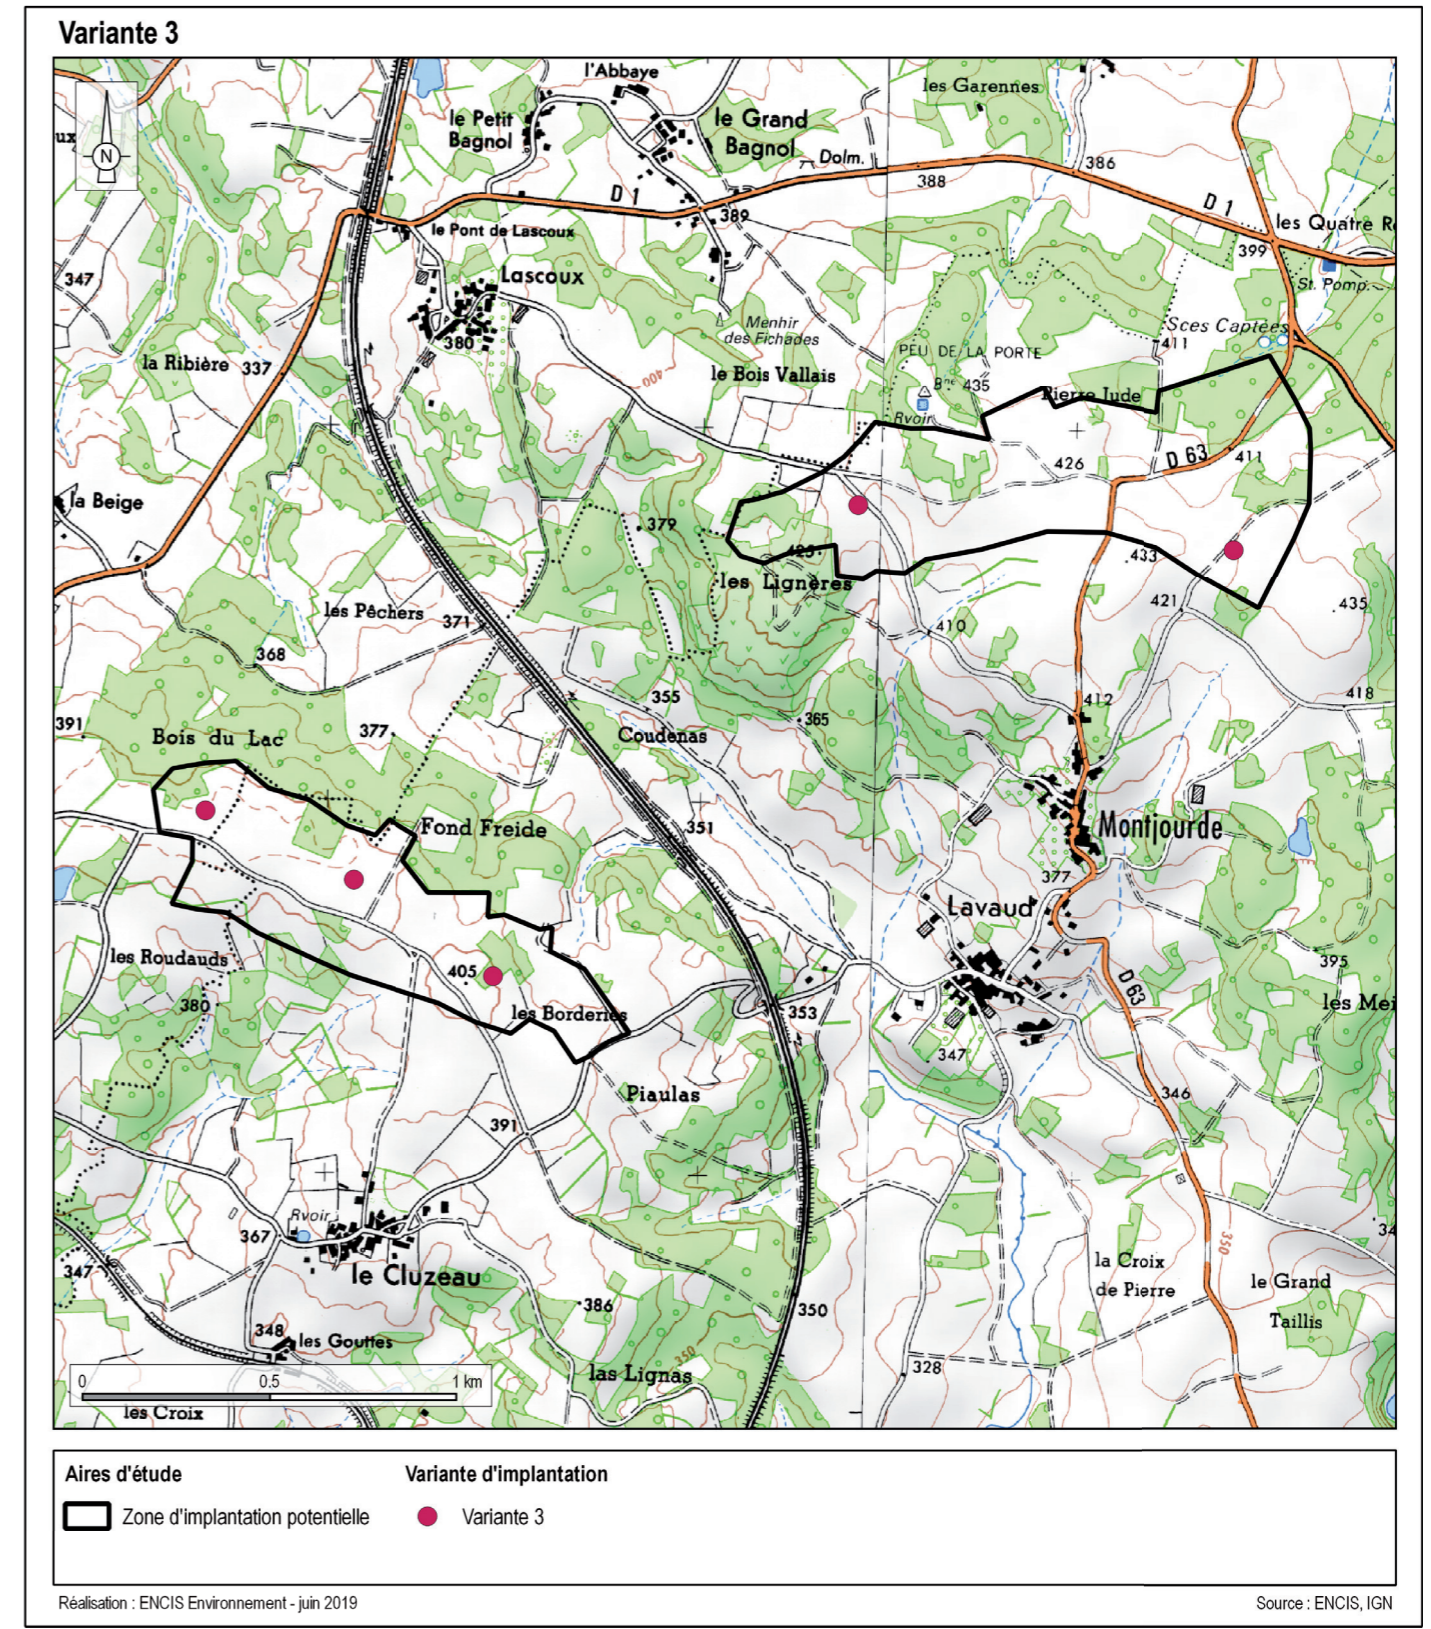 Variante 3
l'Abbaye
les Garennes
le Petit
Bagnol
le Grand
Bagnol
ux
N
Dolm.
386
388
D 1
D 1
389
les Quatre R
399
le Pont de Lascoux
St. Pomp.
347
Lascoux
Menhir
des Fichades
Sces Captées
411
380
PEU DE LA PORTE
la Ribière
337
400
le Bois Vallais
Bne 435
Pierre Jude
Rvoir
D 63
411
426
la Beige
379
425
433
les Lignères
les Pêchers
371
421
435
410
368
355
418
391
377
365
412
Bois du Lac
Coudenas
Fond Freide
351
Montjourde
377
Lavaud
les Roudauds
405
395
D 63
380
les Borderies
353
les Mei
347
Piaulas
346
391
Rvoir
367
34
350
347
le Cluzeau
la Croix
de Pierre
le Grand
Taillis
386
350
348
les Gouttes
350
las Lignas
328
0
0.5
1 km
les Croix
Aires d'étude
Variante d'implantation
Zone d'implantation potentielle
Variante 3
Réalisation : ENCIS Environnement - juin 2019
Source : ENCIS, IGN